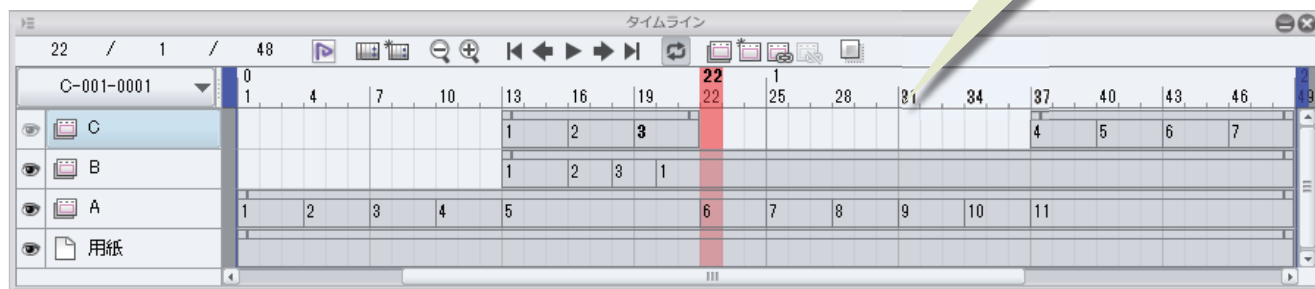 タイムライン
22 / 1 / 48
C-001-0001
0 22 1 2
1 4 7 10 13 16 19 22 25 28 31 34 37 40 43 46 49
C 1 2 3 4 5 6 7
B 1 2 3 1
A 1 2 3 4 5 6 7 8 9 10 11
用紙